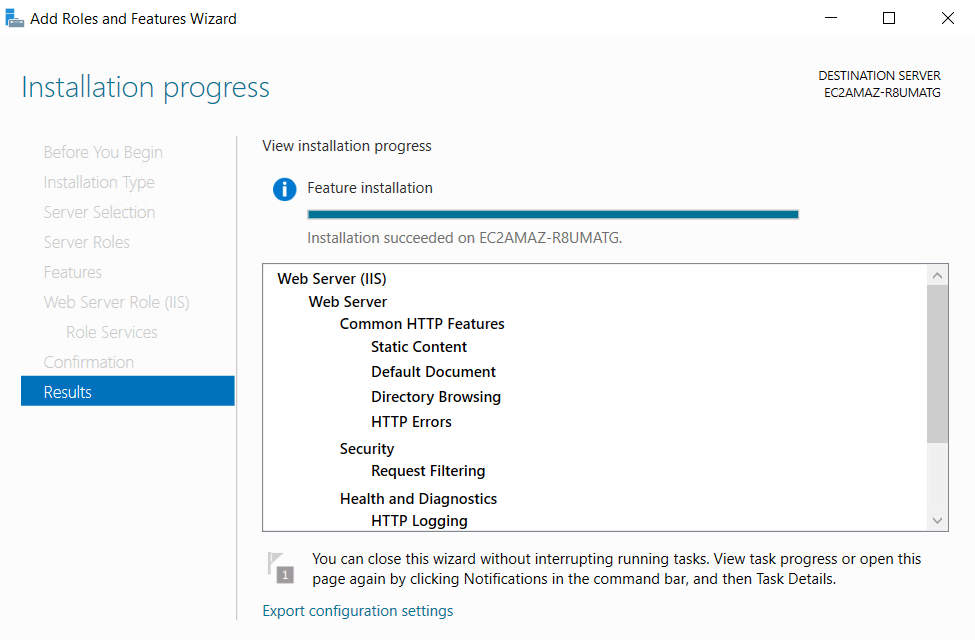 Add Roles and Features Wizard
Installation progress
DESTINATION SERVER
EC2AMAZ-R8UMATG
Before You Begin
Installation Type
Server Selection
Server Roles
Features
Web Server Role (IIS)
Role Services
Confirmation
Results
View installation progress
Feature installation
Installation succeeded on EC2AMAZ-R8UMATG.
Web Server (IIS)
Web Server
Common HTTP Features
Static Content
Default Document
Directory Browsing
HTTP Errors
Security
Request Filtering
Health and Diagnostics
HTTP Logging
1
You can close this wizard without interrupting running tasks. View task progress or open this
page again by clicking Notifications in the command bar, and then Task Details.
Export configuration settings